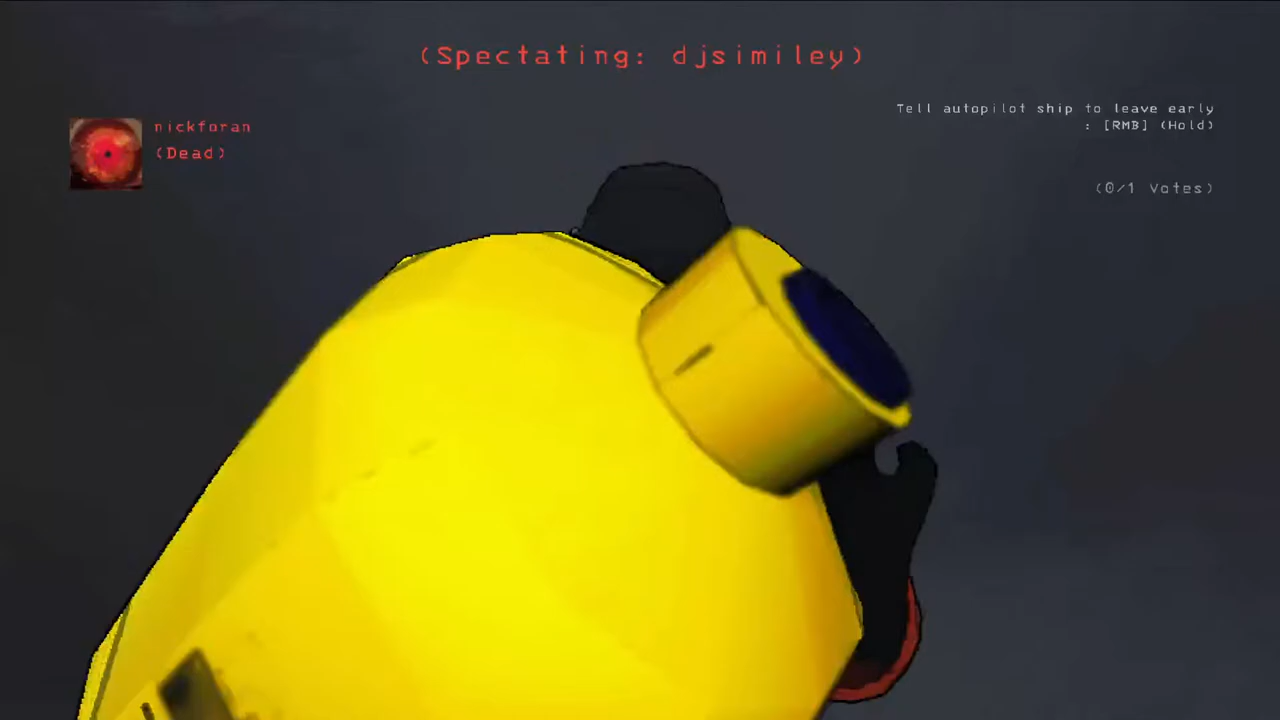 (Spectating: djsimiley)
Tell autopilot ship to leave early
: [RMB] (Hold)
nickforan
(Dead)
(0/1 Votes)